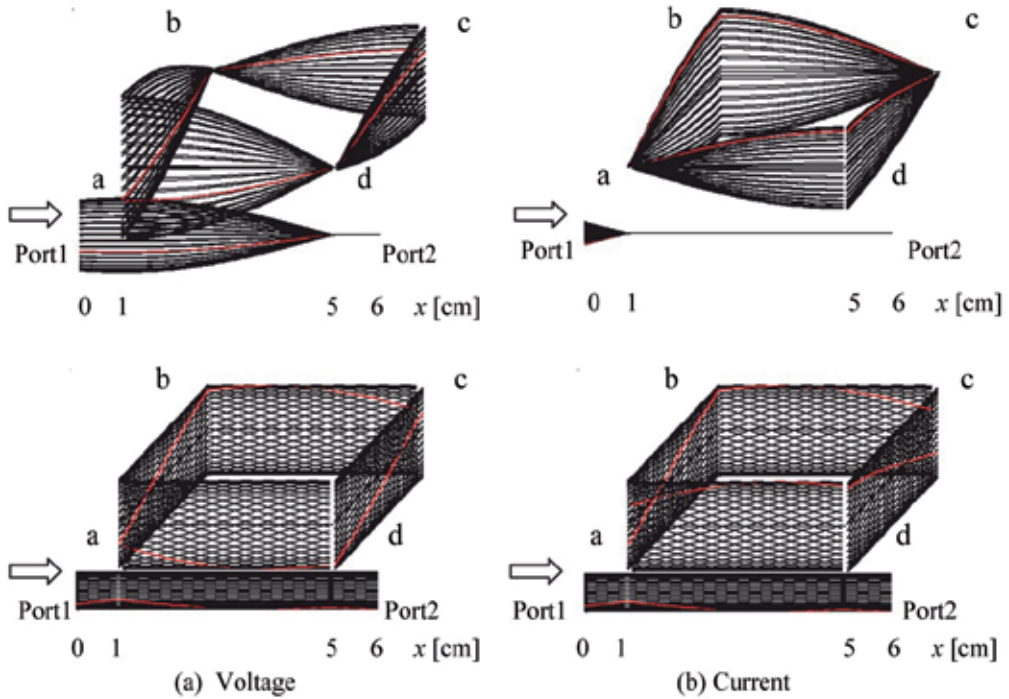 b
c
a
d
Port1
Port2
0 1 5 6 x [cm]
b
c
a
d
Port1
Port2
0 1 5 6 x [cm]
b
c
a
d
Port1
Port2
0 1 5 6 x [cm]
(a) Voltage
b
c
a
d
Port1
Port2
0 1 5 6 x [cm]
(b) Current